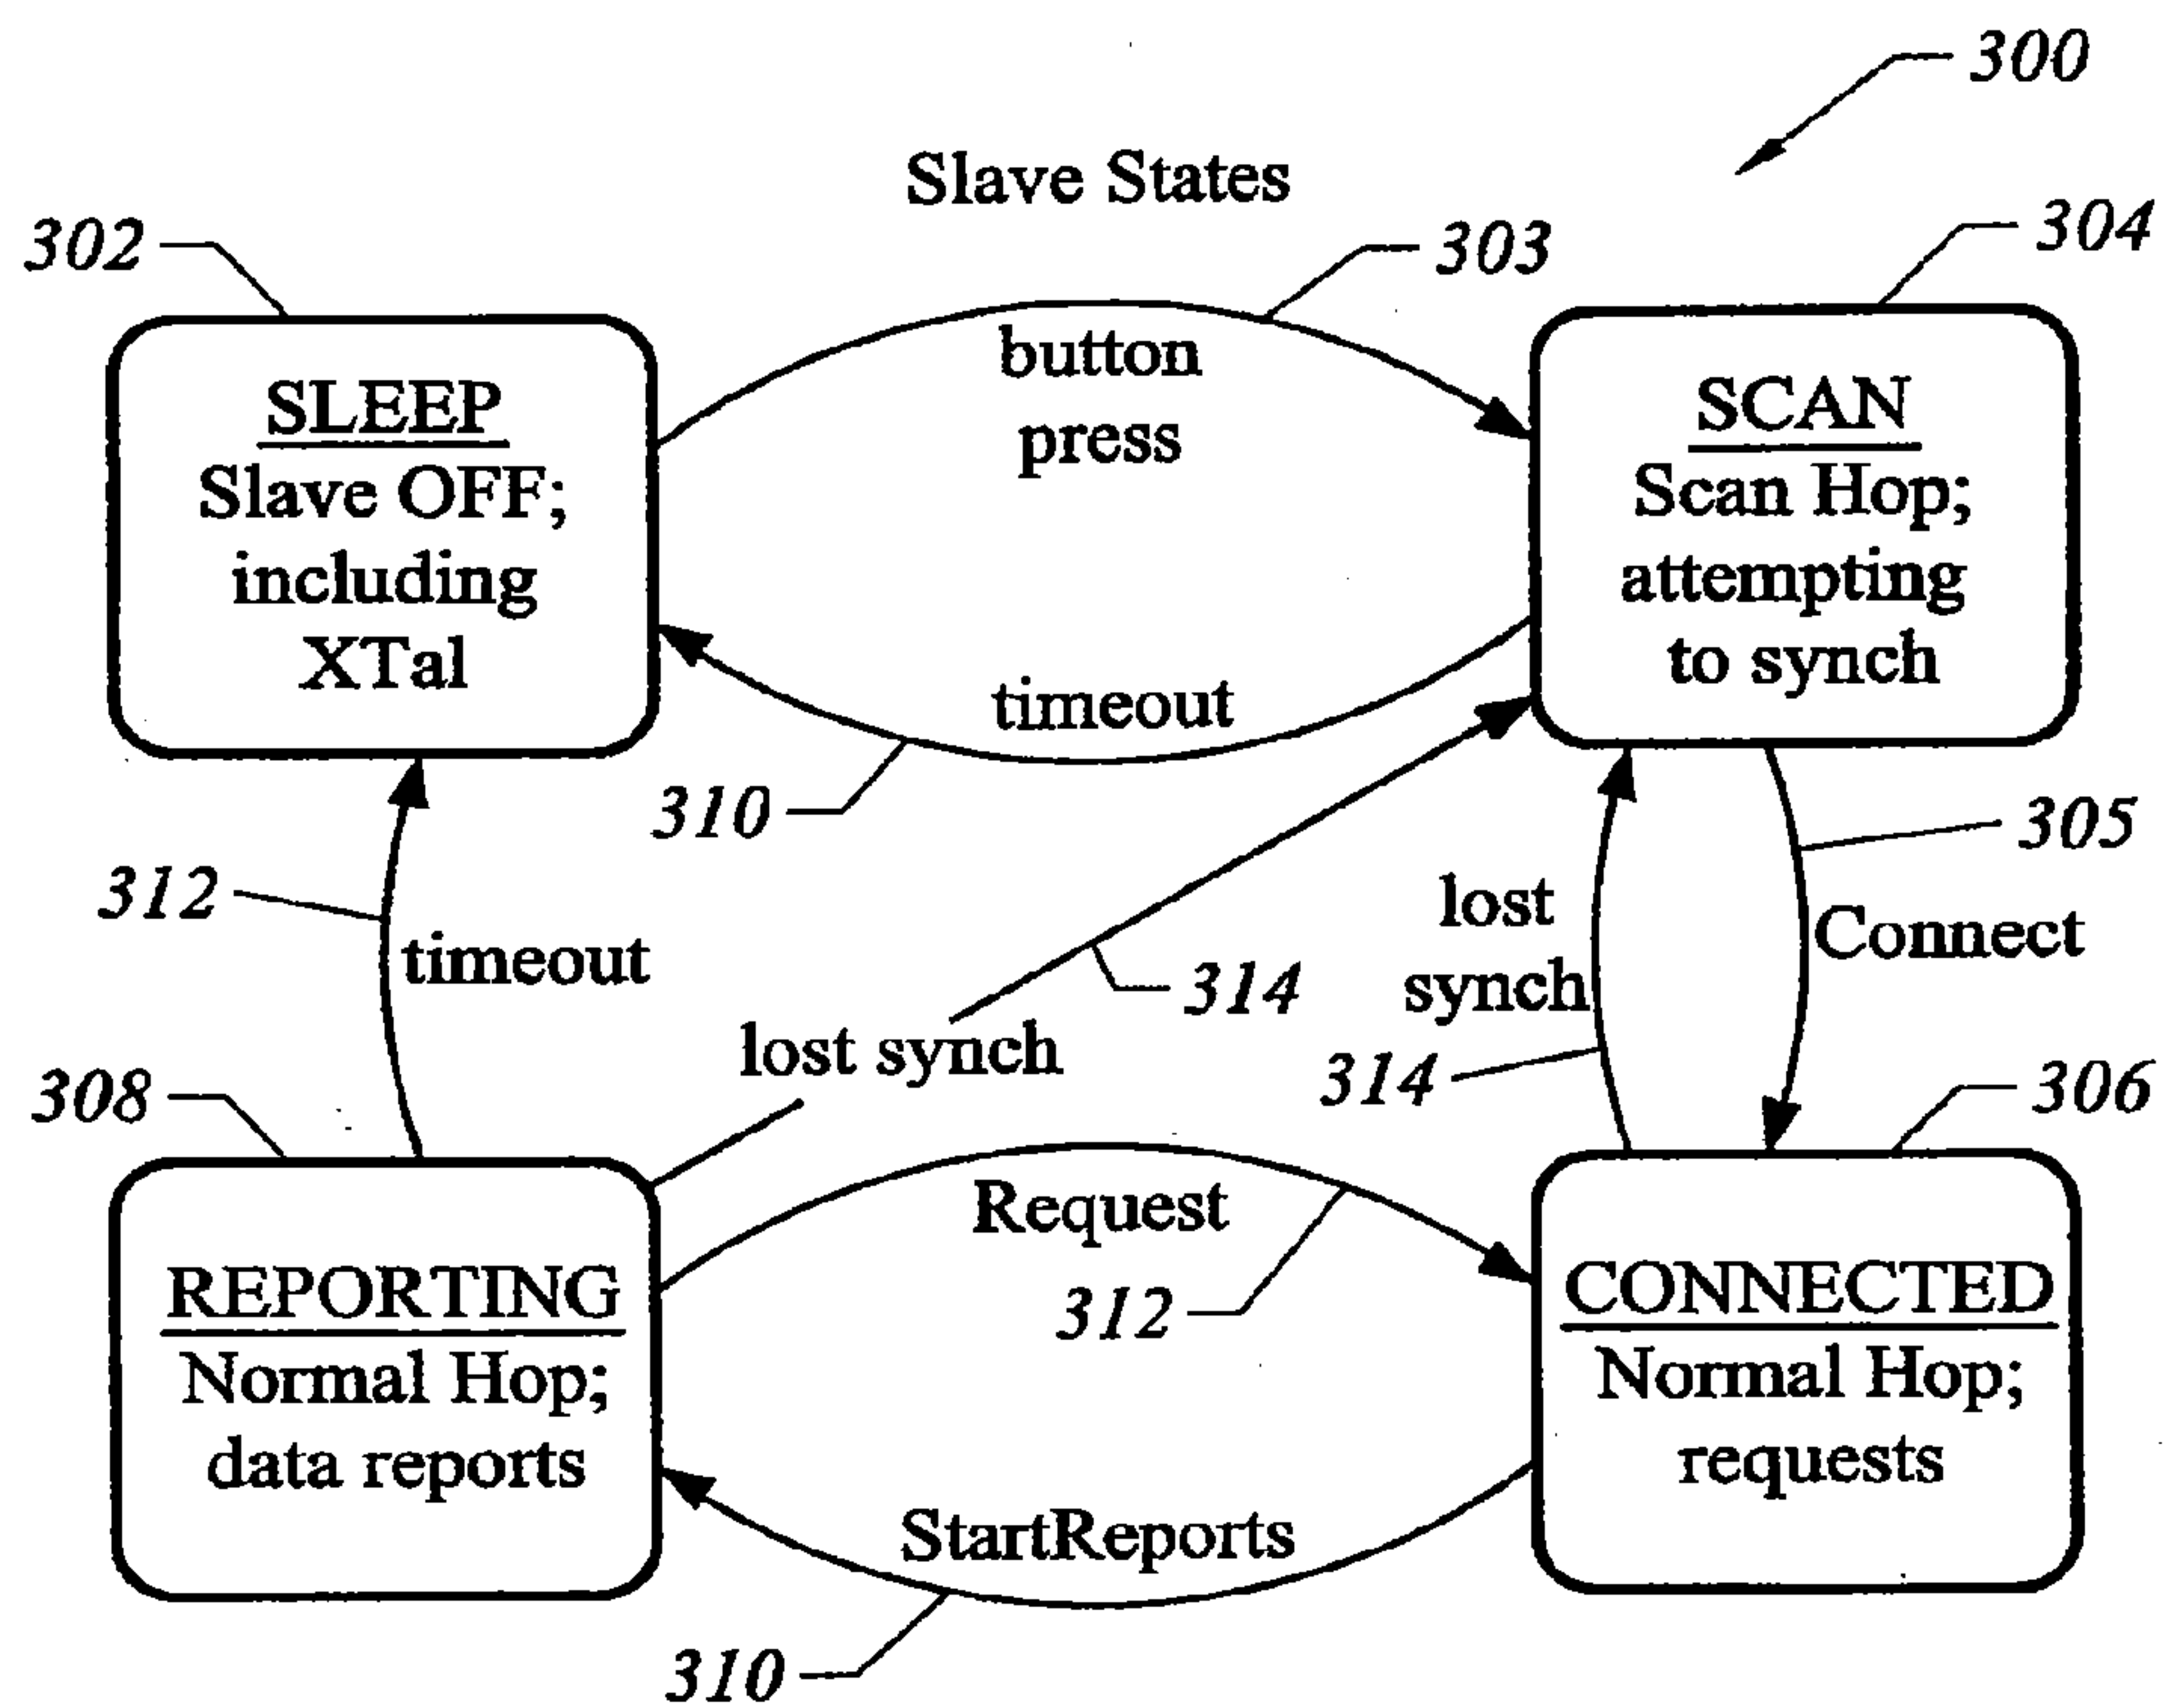 300
Slave States
302
303
304
button
press
SLEEP
Slave OFF;
including
XTal
SCAN
Scan Hop;
attempting
to synch
timeout
310
312
timeout
lost synch
314
lost
synch
314
305
Connect
308
306
Request
312
REPORTING
Normal Hop;
data reports
CONNECTED
Normal Hop;
requests
StartReports
310